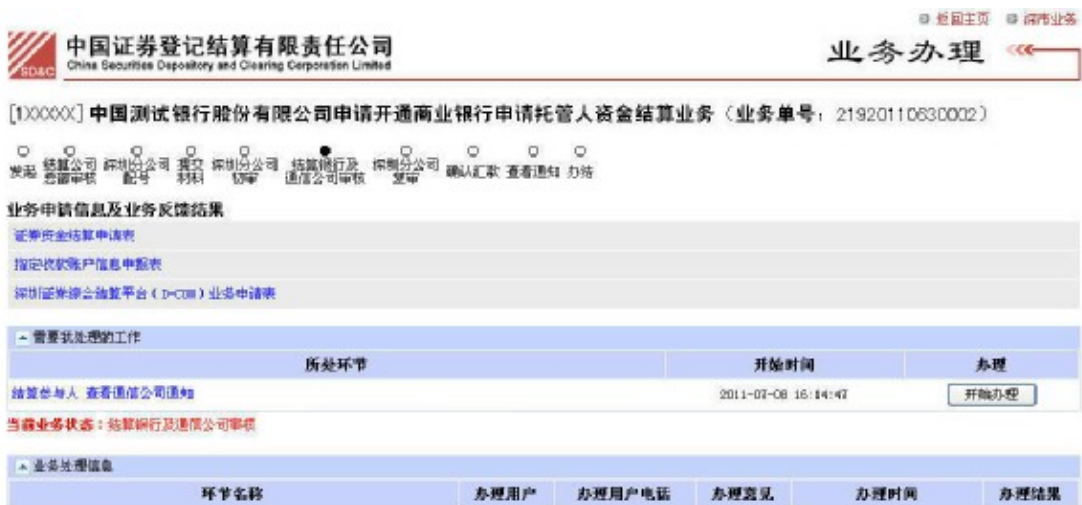 返回主页 深市业务
中国证券登记结算有限责任公司
China Securities Depository and Clearing Corporation Limited
SD&C
业务办理
[1XXXXX] 中国测试银行股份有限公司申请开通商业银行申请托管人资金结算业务（业务单号：21920110630002）
发起 结算公司总部审核 深圳分公司配号 提交材料 深圳分公司初审 结算银行及通信公司审核 深圳分公司复审 确认汇款 查看通知 办结
业务申请信息及业务反馈结果
证券资金结算申请表
指定收款账户信息申报表
深圳证券综合结算平台（D-COM）业务申请表
需要我处理的工作
所处环节 开始时间 办理
结算参与人 查看通信公司通知 2011-07-08 16:14:47 开始办理
当前业务状态：结算银行及通信公司审核
业务处理信息
环节名称 办理用户 办理用户电话 办理意见 办理时间 办理结果